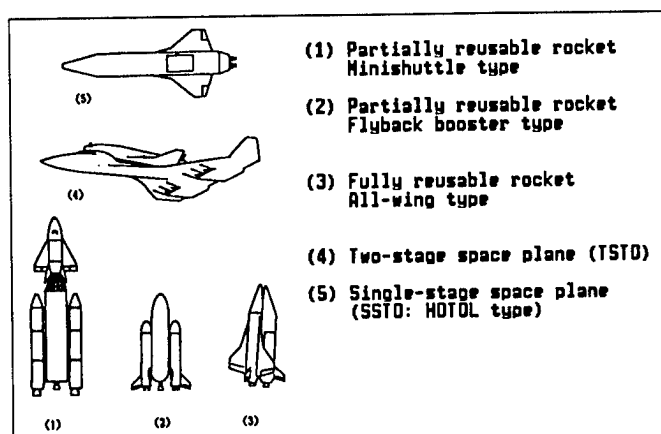 (1) Partially reusable rocket
Minishuttle type
(2) Partially reusable rocket
Flyback booster type
(3) Fully reusable rocket
All-wing type
(4) Two-stage space plane (TSTO)
(5) Single-stage space plane
(SSTO: HOTOL type)
(5)
(4)
(1)
(2)
(3)